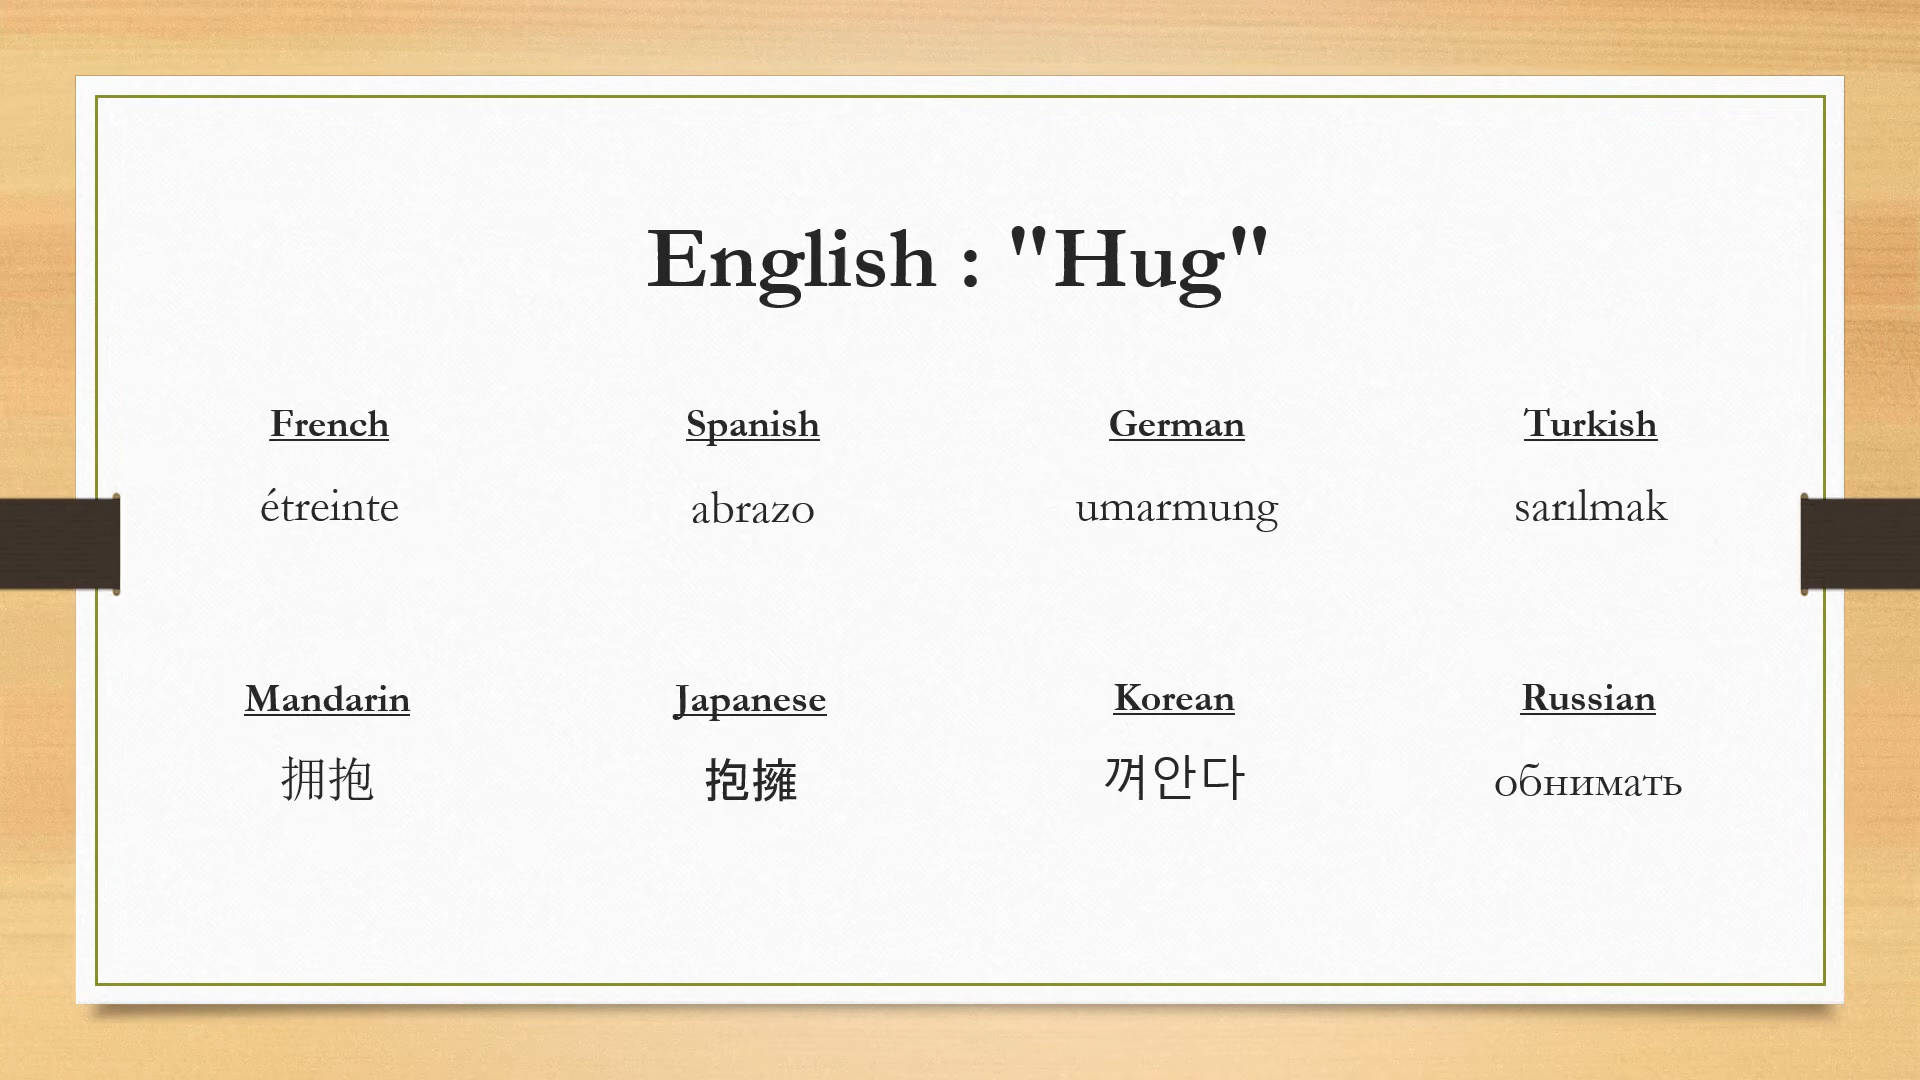 English : "Hug"
French
Spanish
German
Turkish
étreinte
abrazo
umarmung
sarılmak
Mandarin
Japanese
Korean
Russian
拥抱
抱擁
껴안다
обнимать